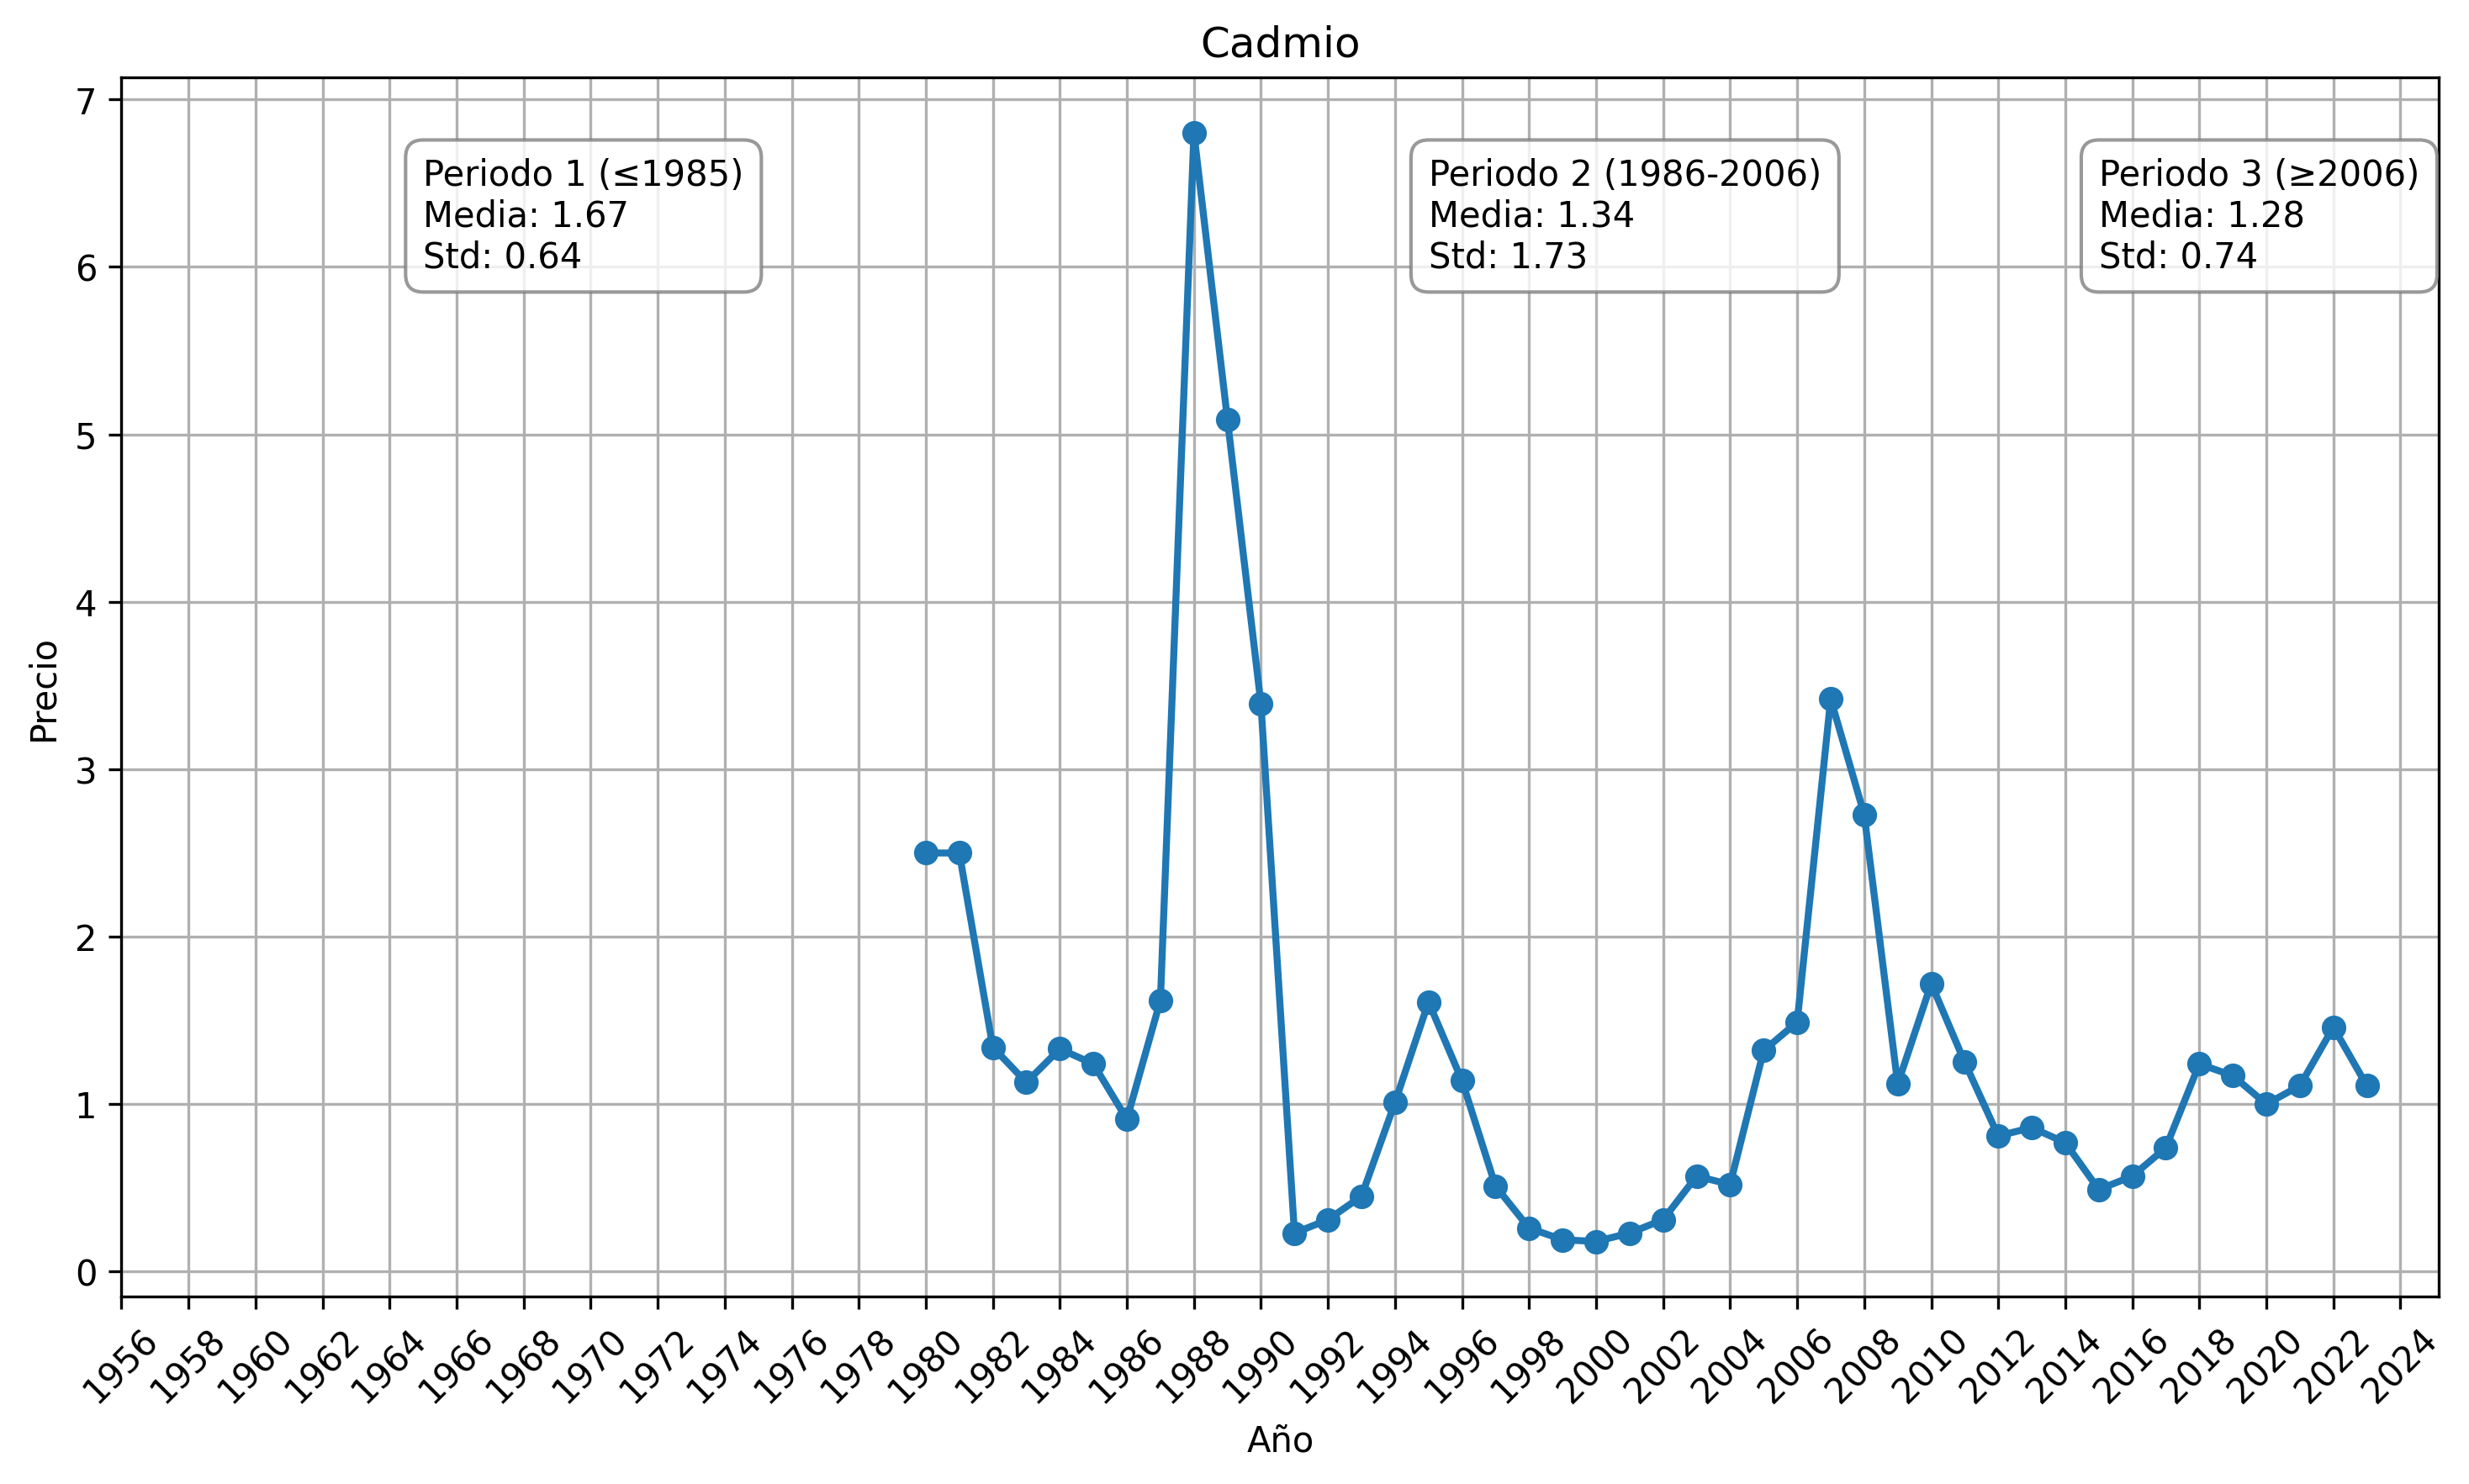 Cadmio
7
6
5
4
3
2
1
0
Precio
Periodo 1 (≤1985)
Media: 1.67
Std: 0.64
Periodo 2 (1986-2006)
Media: 1.34
Std: 1.73
Periodo 3 (≥2006)
Media: 1.28
Std: 0.74
1956 1958 1960 1962 1964 1966 1968 1970 1972 1974 1976 1978 1980 1982 1984 1986 1988 1990 1992 1994 1996 1998 2000 2002 2004 2006 2008 2010 2012 2014 2016 2018 2020 2022 2024
Año